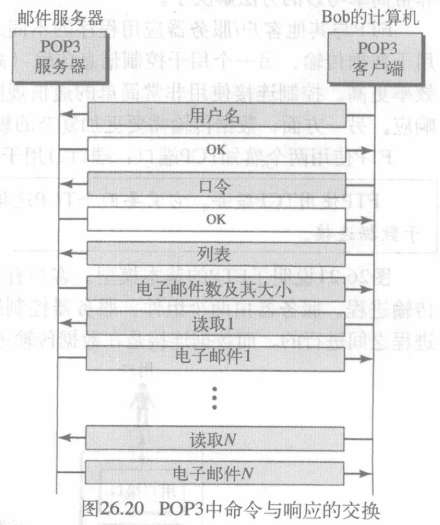 邮件服务器
Bob的计算机
POP3
服务器
POP3
客户端
用户名
OK
口令
OK
列表
电子邮件数及其大小
读取1
电子邮件1
读取N
电子邮件N
图26.20 POP3中命令与响应的交换